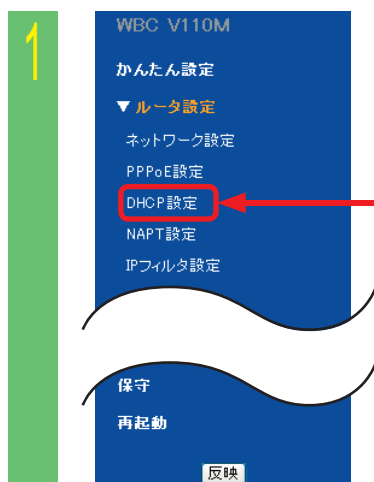 1
WBC V110M
かんたん設定
▼ルータ設定
ネットワーク設定
PPPoE設定
DHCP設定
NAPT設定
IPフィルタ設定
保守
再起動
反映